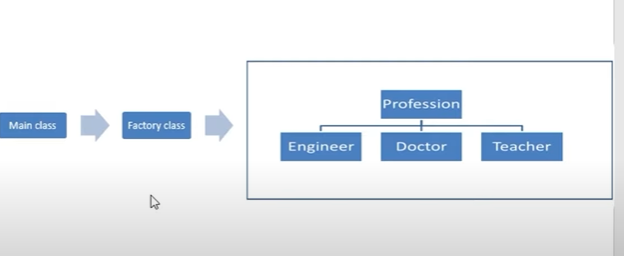 Main class
Factory class
Profession
Engineer
Doctor
Teacher